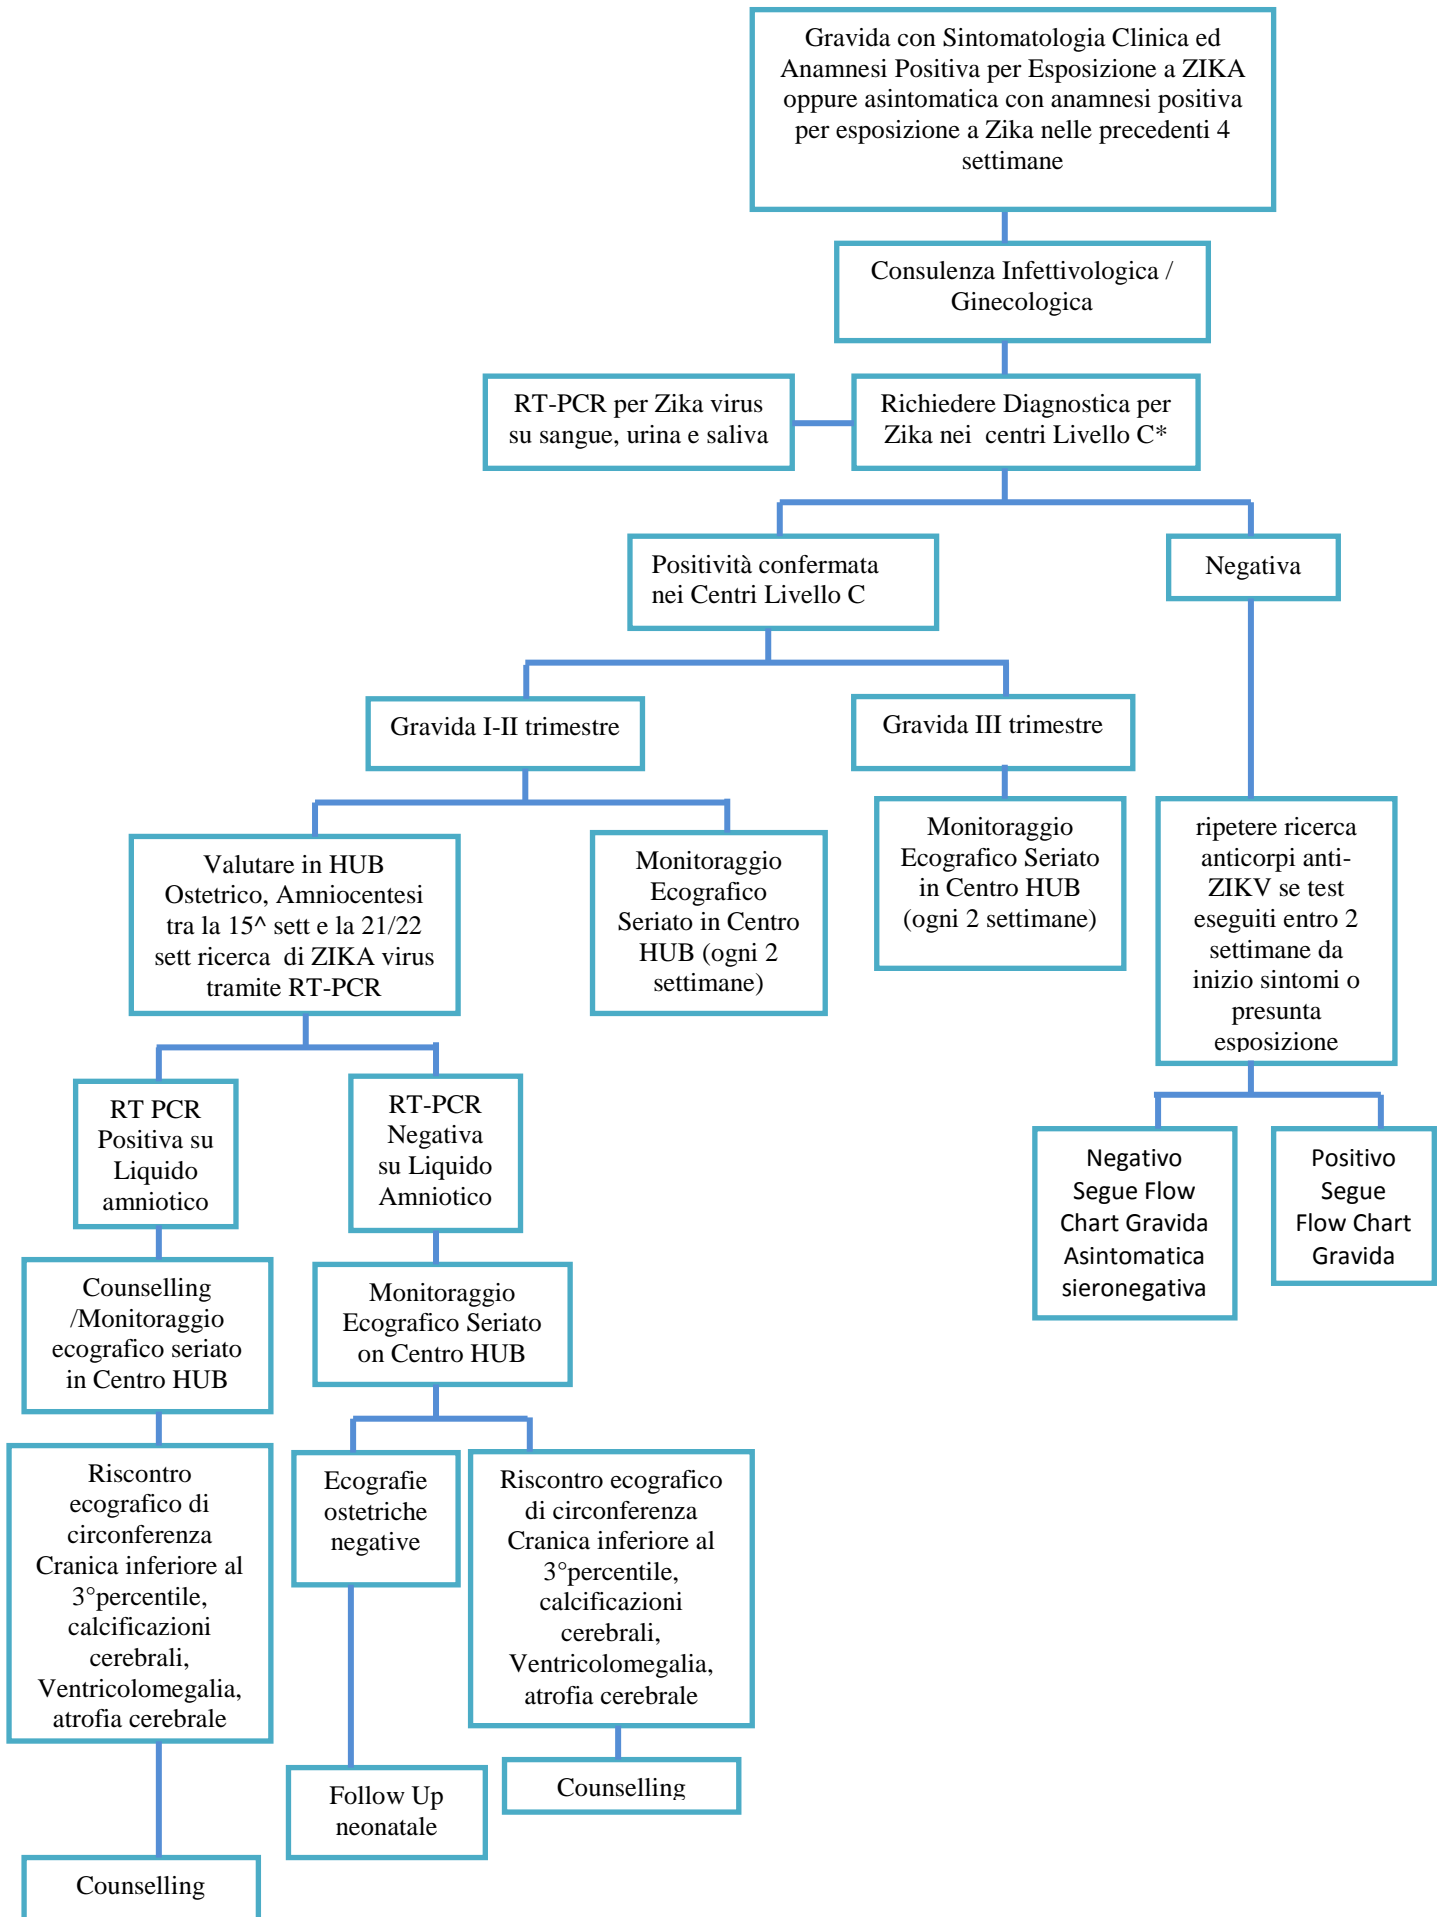 Gravida con Sintomatologia Clinica ed
Anamnesi Positiva per Esposizione a ZIKA
oppure asintomatica con anamnesi positiva
per esposizione a Zika nelle precedenti 4
settimane
Consulenza Infettivologica /
Ginecologica
RT-PCR per Zika virus
su sangue, urina e saliva
Richiedere Diagnostica per
Zika nei centri Livello C*
Positività confermata
nei Centri Livello C
Negativa
Gravida I-II trimestre
Gravida III trimestre
Valutare in HUB
Ostetrico, Amniocentesi
tra la 15^ sett e la 21/22
sett ricerca di ZIKA virus
tramite RT-PCR
Monitoraggio
Ecografico
Seriato in Centro
HUB (ogni 2
settimane)
Monitoraggio
Ecografico Seriato
in Centro HUB
(ogni 2 settimane)
ripetere ricerca
anticorpi anti-
ZIKV se test
eseguiti entro 2
settimane da
inizio sintomi o
presunta
esposizione
RT PCR
Positiva su
Liquido
amniotico
RT-PCR
Negativa
su Liquido
Amniotico
Negativo
Segue Flow
Chart Gravida
Asintomatica
sieronegativa
Positivo
Segue
Flow Chart
Gravida
Counselling
/Monitoraggio
ecografico seriato
in Centro HUB
Monitoraggio
Ecografico Seriato
on Centro HUB
Riscontro
ecografico di
circonferenza
Cranica inferiore al
3°percentile,
calcificazioni
cerebrali,
Ventricolomegalia,
atrofia cerebrale
Ecografie
ostetriche
negative
Riscontro ecografico
di circonferenza
Cranica inferiore al
3°percentile,
calcificazioni
cerebrali,
Ventricolomegalia,
atrofia cerebrale
Follow Up
neonatale
Counselling
Counselling